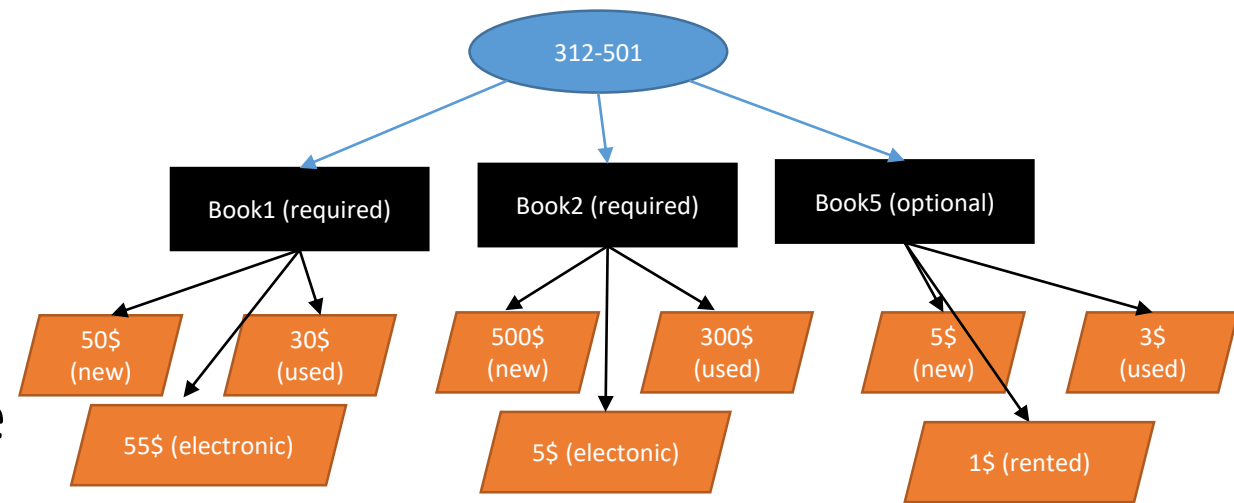 312-501
Book1 (required)
Book2 (required)
Book5 (optional)
50$
(new)
30$
(used)
500$
(new)
300$
(used)
5$
(new)
3$
(used)
e
55$ (electronic)
5$ (electonic)
1$ (rented)